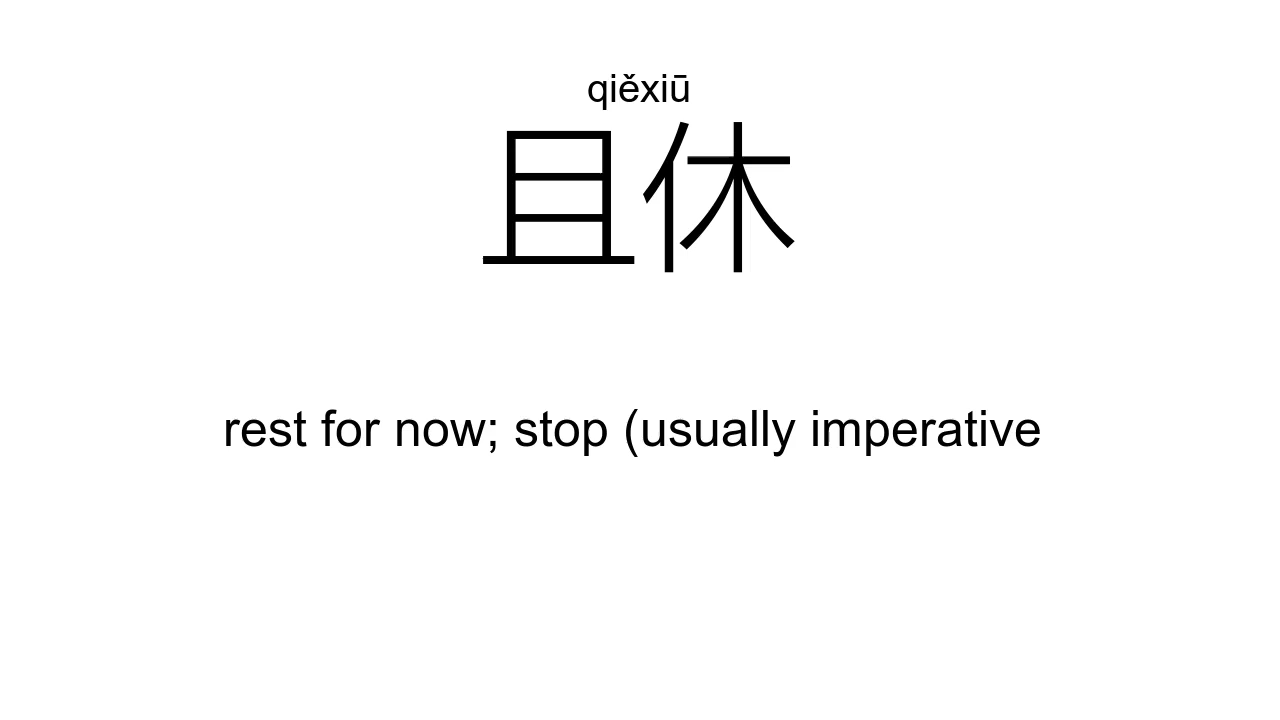 qiěxiū
且休
rest for now; stop (usually imperative